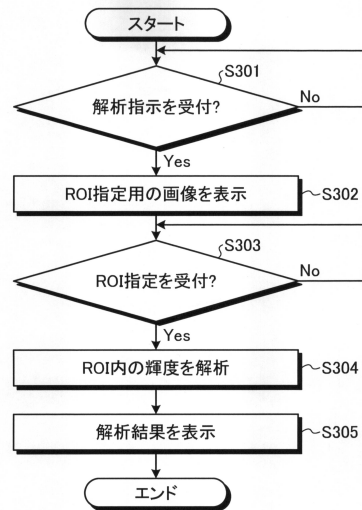 スタート
S301
解析指示を受付?
No
Yes
ROI指定用の画像を表示
S302
S303
ROI指定を受付?
No
Yes
ROI内の輝度を解析
S304
解析結果を表示
S305
エンド